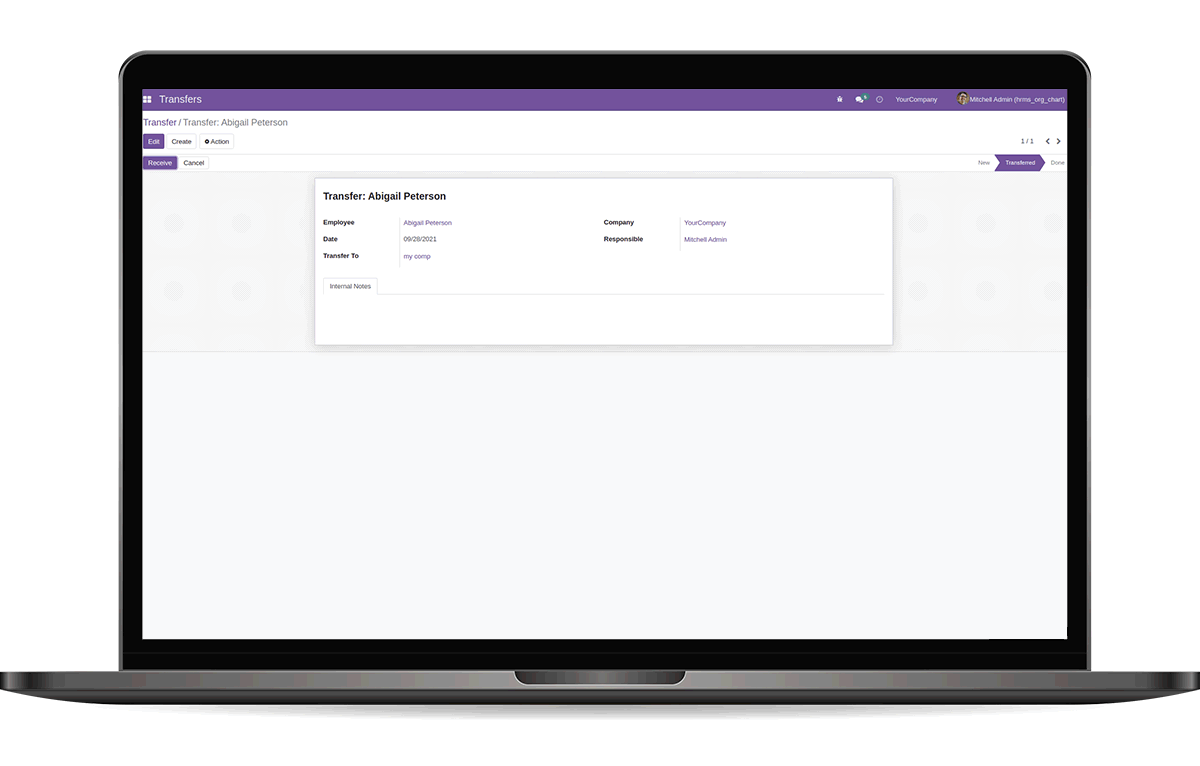 Transfers YourCompany Mitchell Admin (hrms_org_chart)
Transfer / Transfer: Abigail Peterson
Edit Create Action 1 / 1
Receive Cancel New Transferred Done
Transfer: Abigail Peterson
Employee Abigail Peterson Company YourCompany
Date 09/28/2021 Responsible Mitchell Admin
Transfer To my comp
Internal Notes